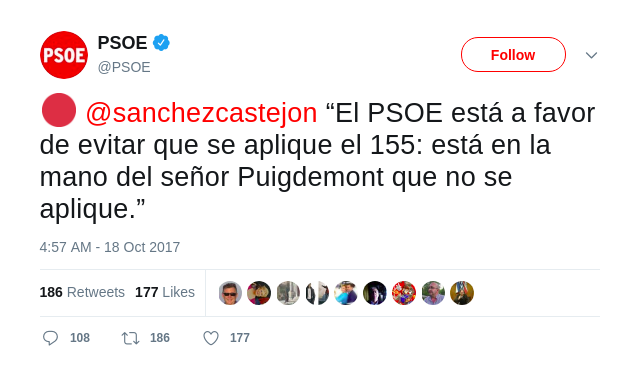 PSOE
PSOE
@PSOE
Follow
@sanchezcastejon “El PSOE está a favor
de evitar que se aplique el 155: está en la
mano del señor Puigdemont que no se
aplique.”
4:57 AM - 18 Oct 2017
186 Retweets 177 Likes
108 186 177